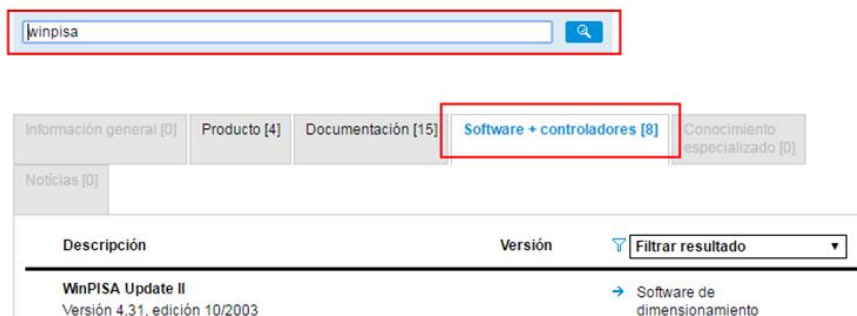 winpisa
Información general [0]
Producto [4]
Documentación [15]
Software + controladores [8]
Conocimiento
especializado [0]
Noticias [0]
Descripción
Versión
Filtrar resultado
WinPISA Update II
Versión 4.31, edición 10/2003
Software de
dimensionamiento